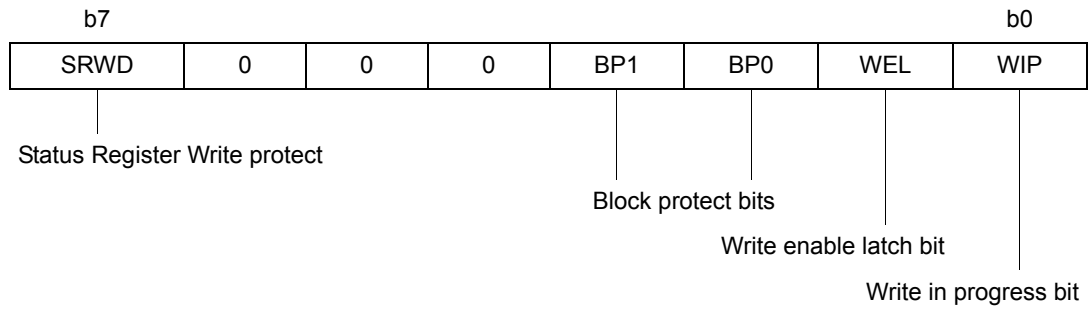 b7 b0
SRWD 0 0 0 BP1 BP0 WEL WIP
Status Register Write protect
Block protect bits
Write enable latch bit
Write in progress bit